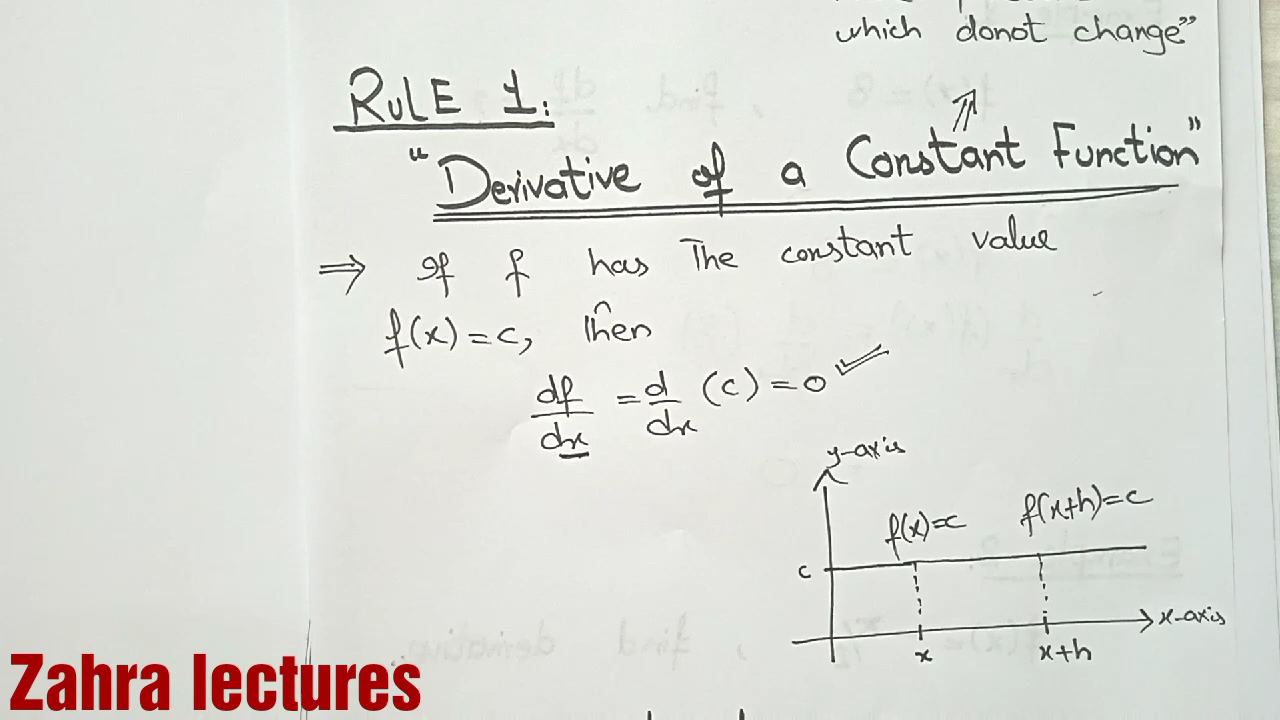 which donot change”
RULE 1:
“Derivative of a Constant Function”
⇒ If f has The constant value
f(x) = c, Then
df/dx = d/dx (c) = 0 ✓
y-axis
f(x)=c
f(x+h)=c
c
x-axis
x
x+h
Zahra lectures